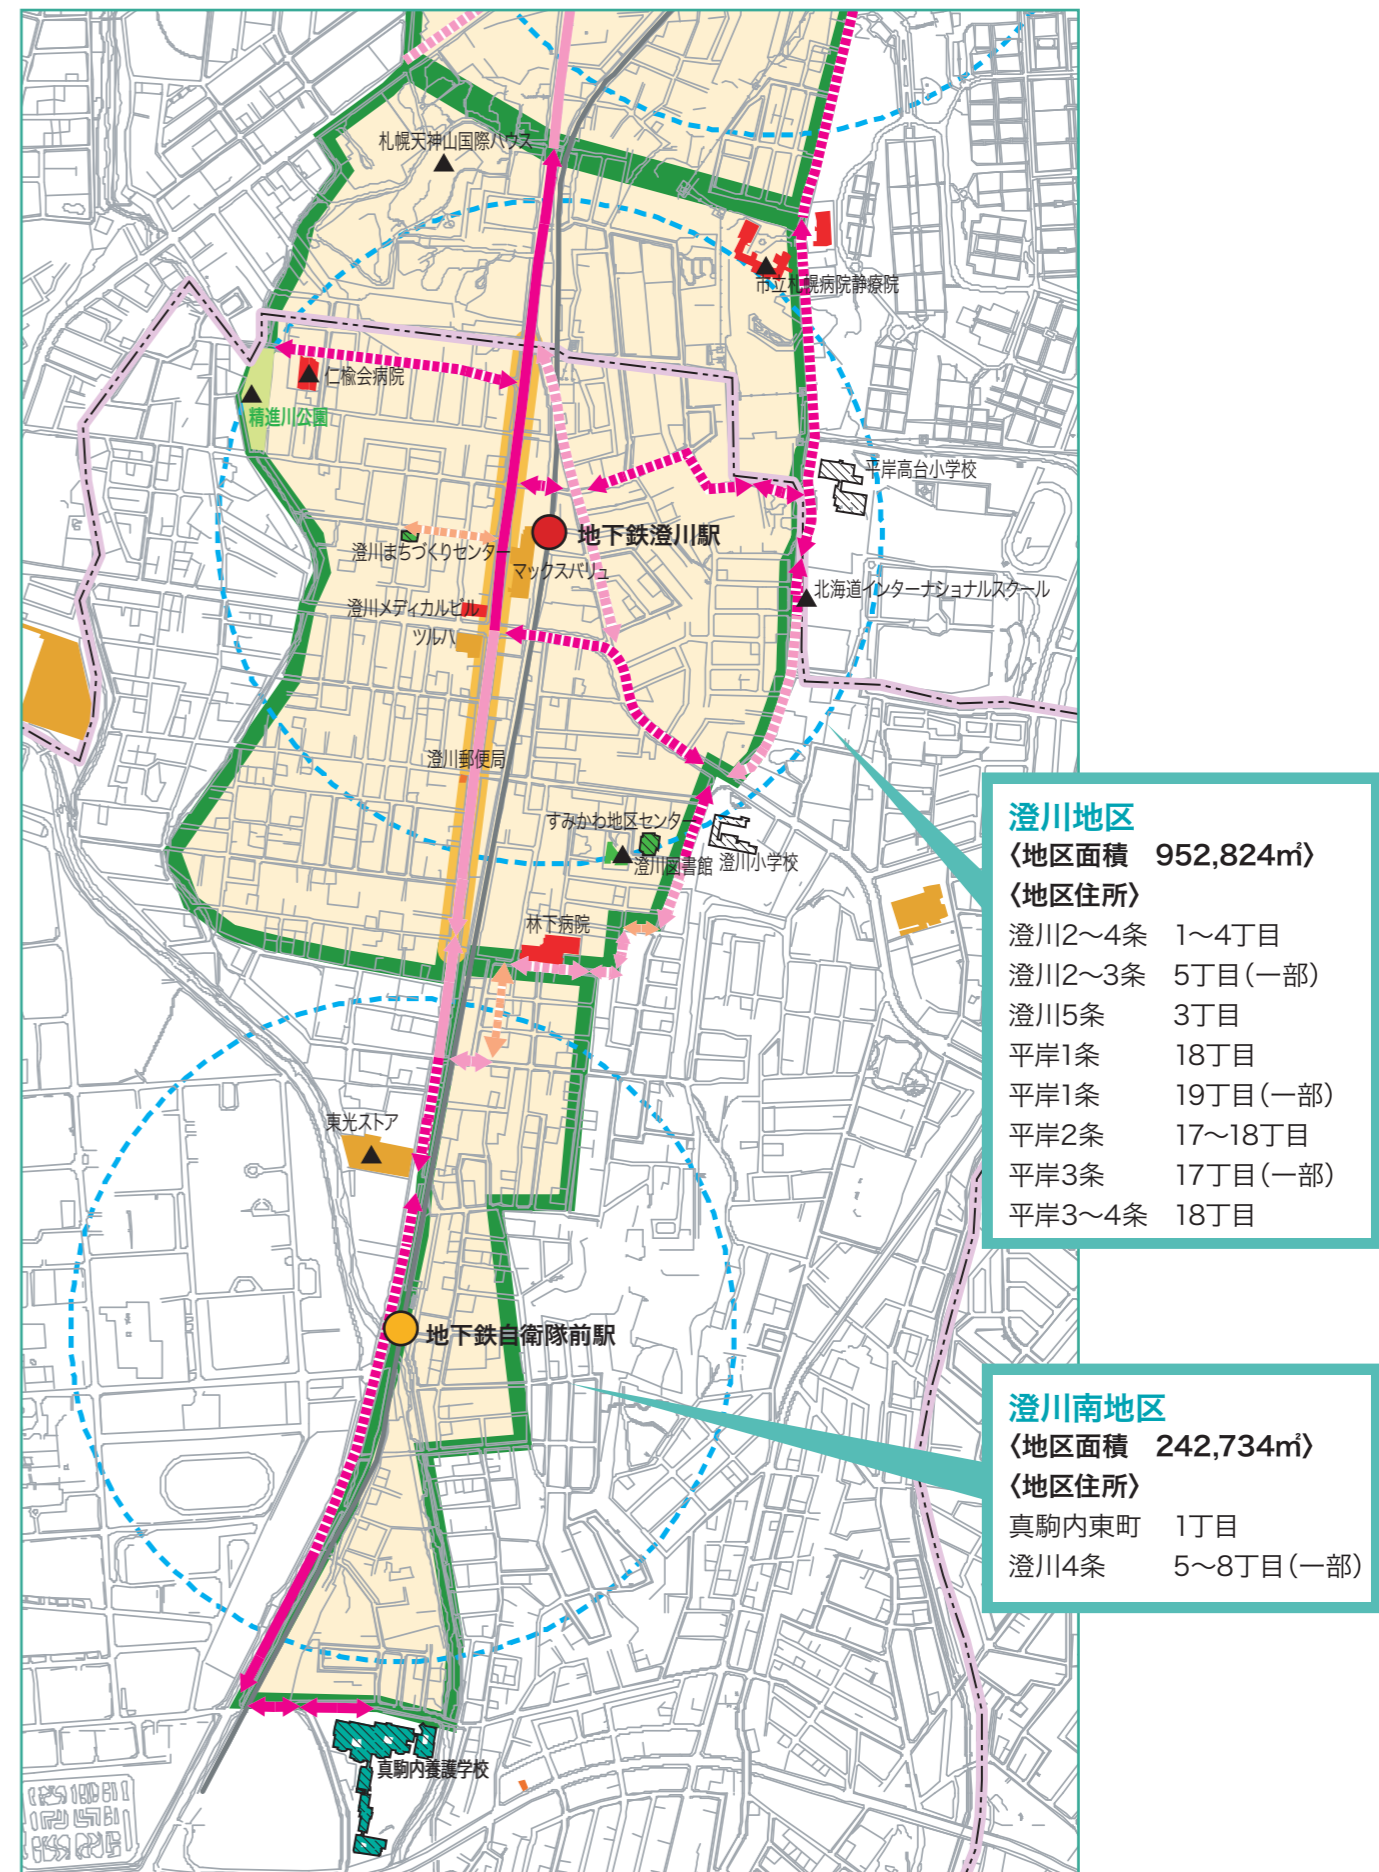 札幌天神山国際ハウス
市立札幌病院静療院
仁楡会病院
精進川公園
平岸高台小学校
地下鉄澄川駅
澄川まちづくりセンター
マックスバリュ
北海道インターナショナルスクール
澄川メディカルビル
ツルハ
澄川郵便局
すみかわ地区センター
澄川図書館
澄川小学校
林下病院
東光ストア
地下鉄自衛隊前駅
真駒内養護学校
澄川地区
〈地区面積 952,824㎡〉
〈地区住所〉
澄川2〜4条 1〜4丁目
澄川2〜3条 5丁目(一部)
澄川5条 3丁目
平岸1条 18丁目
平岸1条 19丁目(一部)
平岸2条 17〜18丁目
平岸3条 17丁目(一部)
平岸3〜4条 18丁目
澄川南地区
〈地区面積 242,734㎡〉
〈地区住所〉
真駒内東町 1丁目
澄川4条 5〜8丁目(一部)